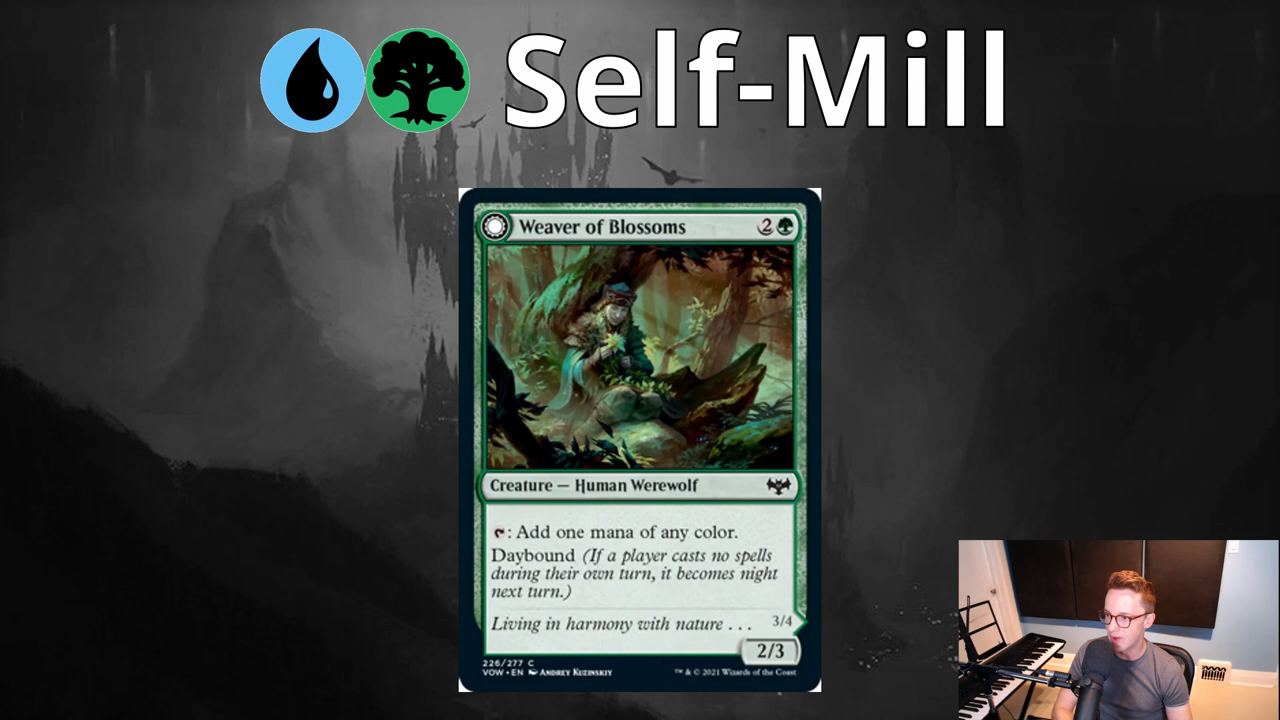 Self-Mill
Weaver of Blossoms 2
Creature — Human Werewolf
: Add one mana of any color.
Daybound (If a player casts no spells
during their own turn, it becomes night
next turn.)
Living in harmony with nature . . . 3/4
2/3
226/277 C
VOW • EN Andrey Kuzinskiy ™ & © 2021 Wizards of the Coast